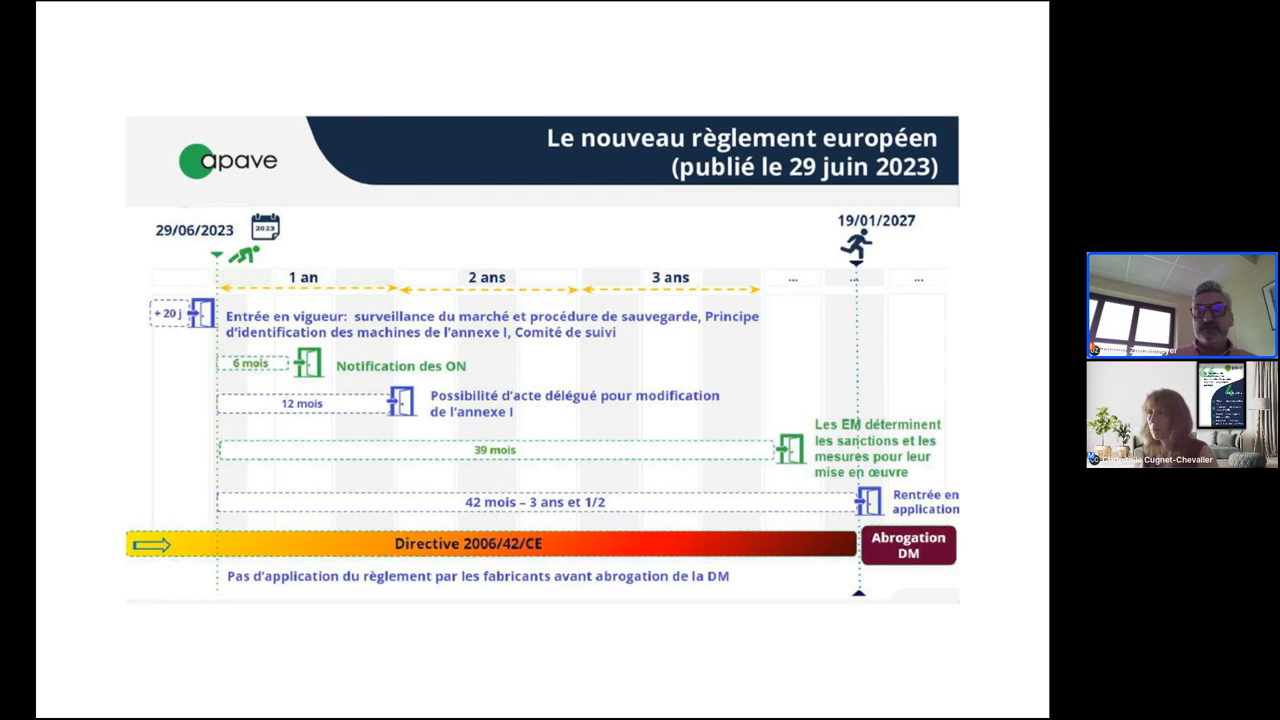 Le nouveau règlement européen
(publié le 29 juin 2023)
apave
29/06/2023
2023
19/01/2027
1 an
2 ans
3 ans
...
...
...
+ 20 j
Entrée en vigueur: surveillance du marché et procédure de sauvegarde, Principe
d'identification des machines de l'annexe I, Comité de suivi
6 mois
Notification des ON
12 mois
Possibilité d'acte délégué pour modification
de l'annexe I
39 mois
Les EM déterminent
les sanctions et les
mesures pour leur
mise en œuvre
42 mois – 3 ans et 1/2
Rentrée en
application
Directive 2006/42/CE
Abrogation
DM
Pas d'application du règlement par les fabricants avant abrogation de la DM
apave
Cugnet-Chevallier